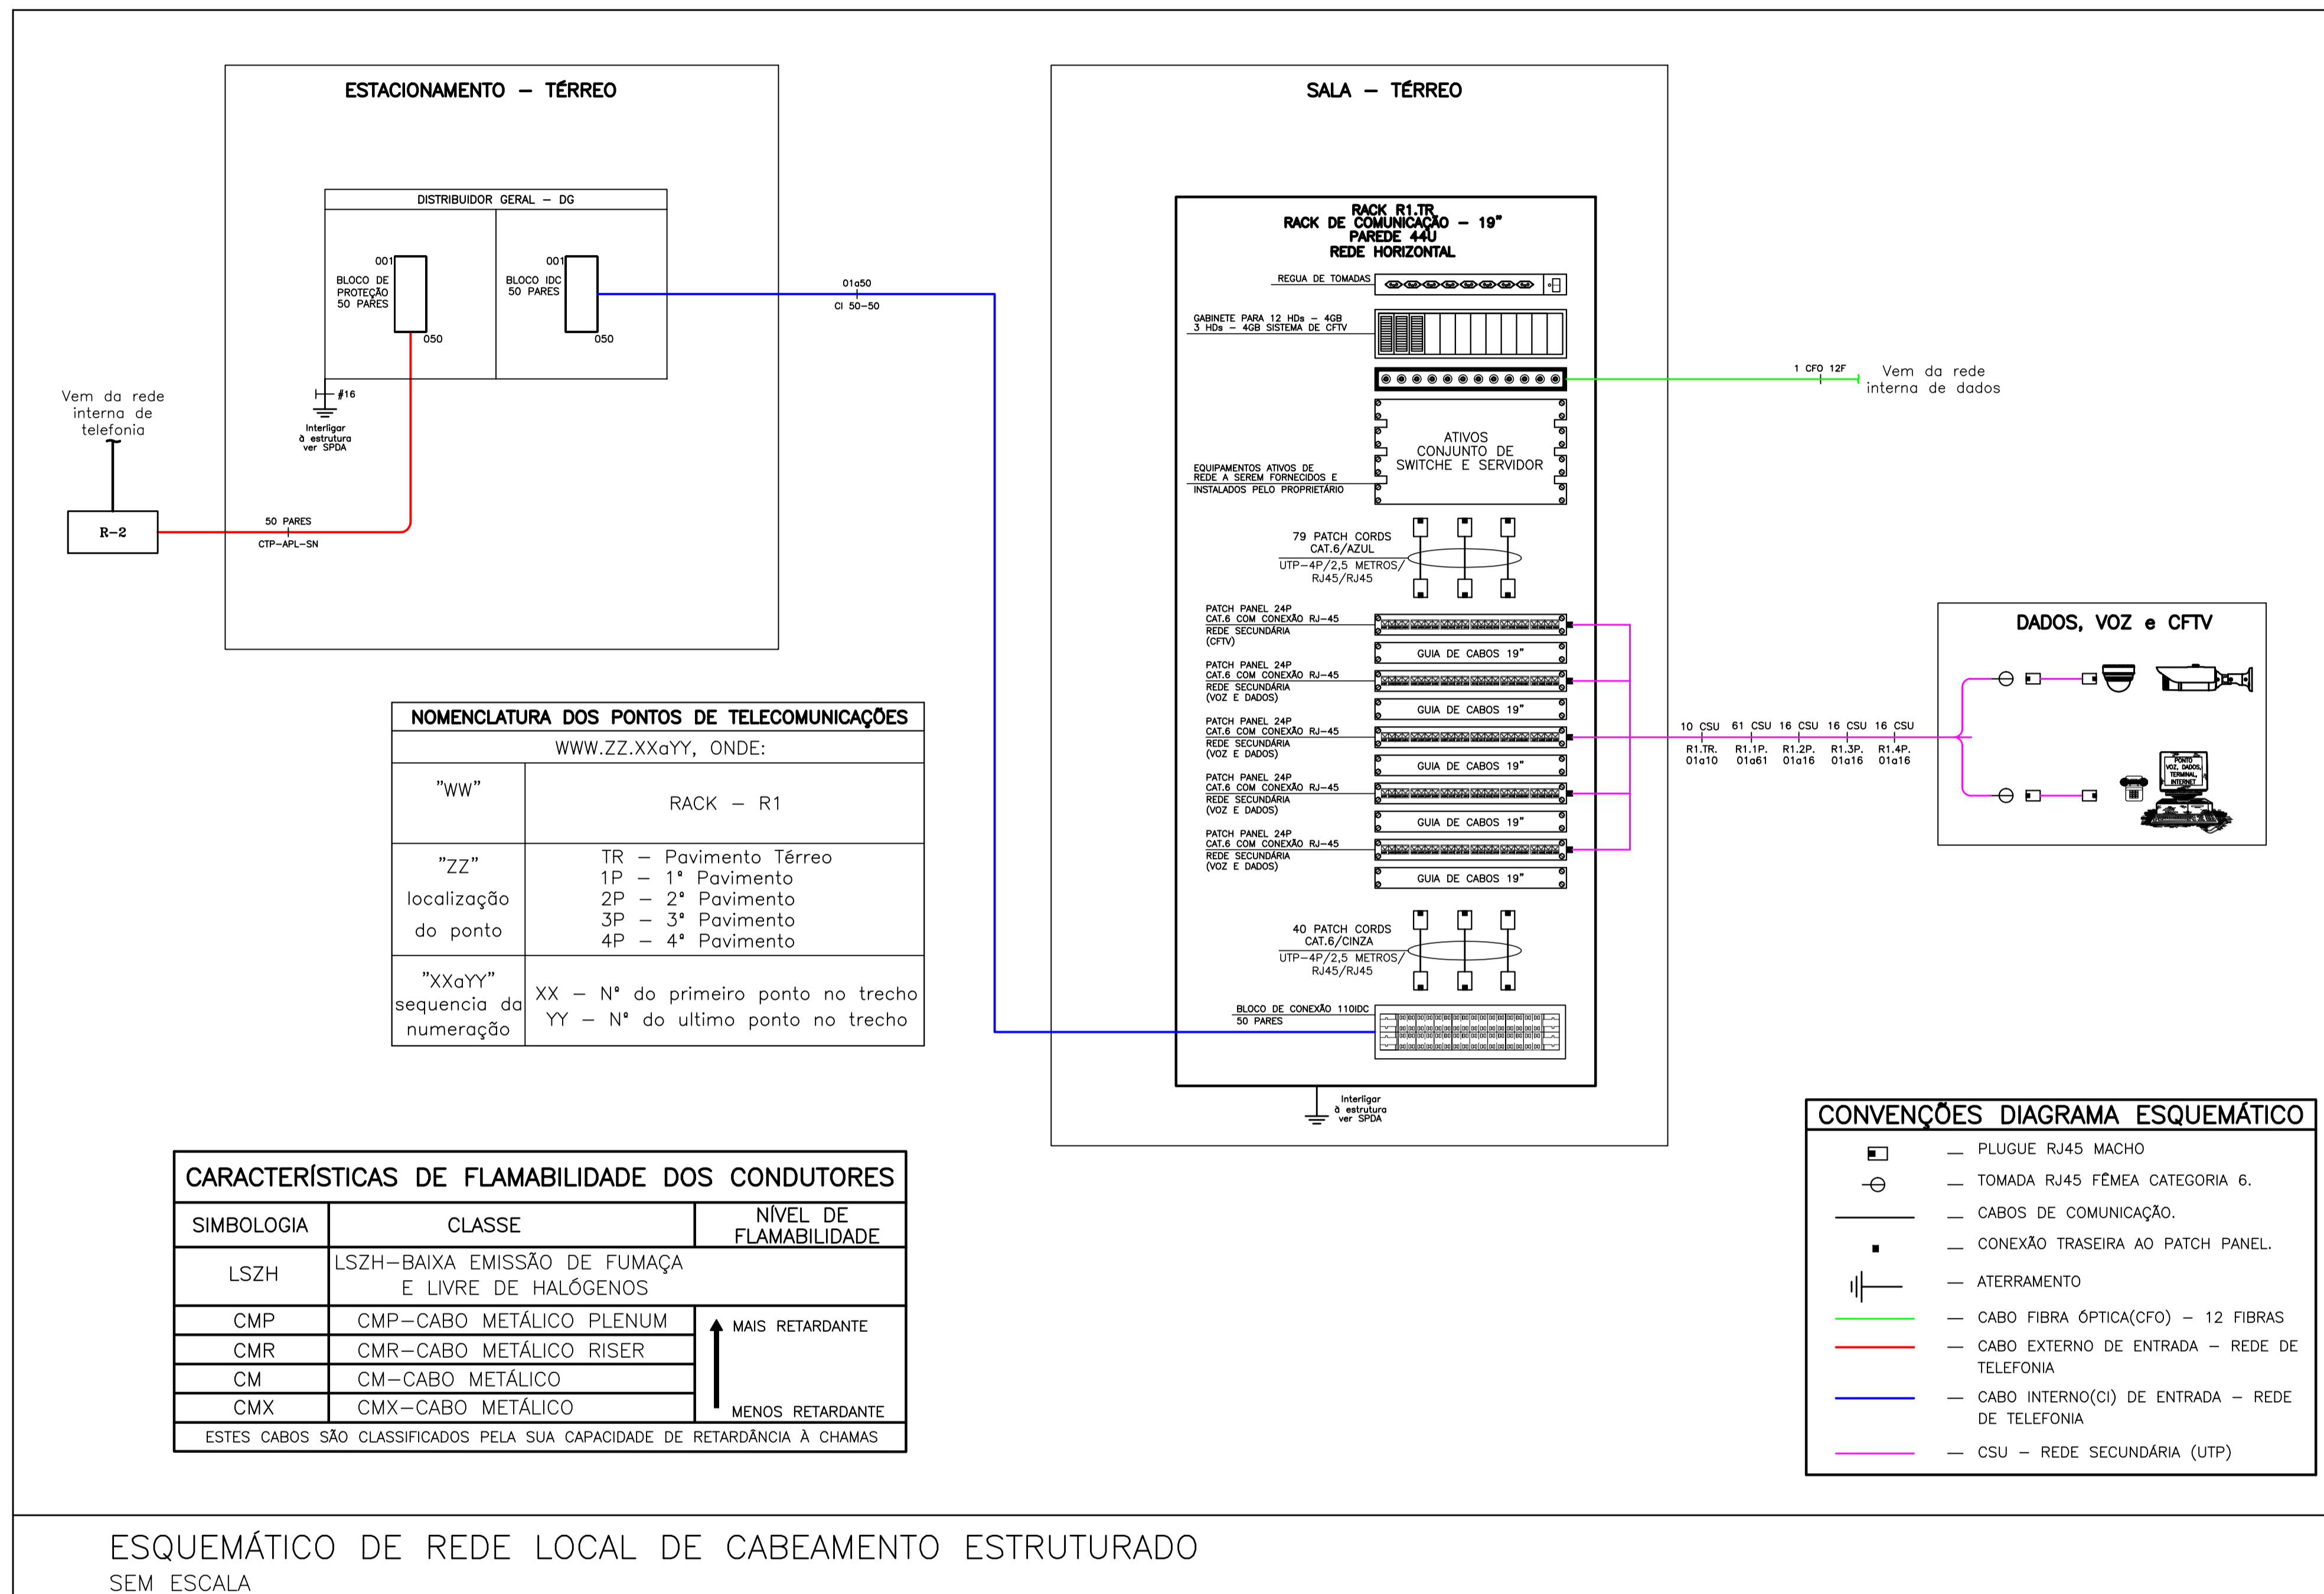 ESTACIONAMENTO – TÉRREO
DISTRIBUIDOR GERAL – DG
001
BLOCO DE
PROTEÇÃO
50 PARES
050
001
BLOCO IDC
50 PARES
050
#16
Interligar
à estrutura
ver SPDA
Vem da rede
interna de
telefonia
R-2
50 PARES
CTP-APL-SN
01a50
CI 50-50
SALA – TÉRREO
RACK R1.TR
RACK DE COMUNICAÇÃO – 19"
PAREDE 44U
REDE HORIZONTAL
REGUA DE TOMADAS
GABINETE PARA 12 HDs – 4GB
3 HDs – 4GB SISTEMA DE CFTV
1 CFO 12F
Vem da rede
interna de dados
ATIVOS
CONJUNTO DE
SWITCHE E SERVIDOR
EQUIPAMENTOS ATIVOS DE
REDE A SEREM FORNECIDOS E
INSTALADOS PELO PROPRIETÁRIO
79 PATCH CORDS
CAT.6/AZUL
UTP-4P/2,5 METROS/
RJ45/RJ45
PATCH PANEL 24P
CAT.6 COM CONEXÃO RJ-45
REDE SECUNDÁRIA
(CFTV)
GUIA DE CABOS 19"
PATCH PANEL 24P
CAT.6 COM CONEXÃO RJ-45
REDE SECUNDÁRIA
(VOZ E DADOS)
GUIA DE CABOS 19"
PATCH PANEL 24P
CAT.6 COM CONEXÃO RJ-45
REDE SECUNDÁRIA
(VOZ E DADOS)
GUIA DE CABOS 19"
PATCH PANEL 24P
CAT.6 COM CONEXÃO RJ-45
REDE SECUNDÁRIA
(VOZ E DADOS)
GUIA DE CABOS 19"
PATCH PANEL 24P
CAT.6 COM CONEXÃO RJ-45
REDE SECUNDÁRIA
(VOZ E DADOS)
GUIA DE CABOS 19"
40 PATCH CORDS
CAT.6/CINZA
UTP-4P/2,5 METROS/
RJ45/RJ45
BLOCO DE CONEXÃO 110IDC
50 PARES
Interligar
à estrutura
ver SPDA
10 CSU 61 CSU 16 CSU 16 CSU 16 CSU
R1.TR. R1.1P. R1.2P. R1.3P. R1.4P.
01a10 01a61 01a16 01a16 01a16
DADOS, VOZ e CFTV
PONTO
VOZ, DADOS,
TERMINAL,
INTERNET
NOMENCLATURA DOS PONTOS DE TELECOMUNICAÇÕES
WWW.ZZ.XXaYY, ONDE:
"WW"
RACK – R1
"ZZ"
localização
do ponto
TR – Pavimento Térreo
1P – 1º Pavimento
2P – 2º Pavimento
3P – 3º Pavimento
4P – 4º Pavimento
"XXaYY"
sequencia da
numeração
XX – Nº do primeiro ponto no trecho
YY – Nº do ultimo ponto no trecho
CARACTERÍSTICAS DE FLAMABILIDADE DOS CONDUTORES
SIMBOLOGIA CLASSE NÍVEL DE
FLAMABILIDADE
LSZH LSZH-BAIXA EMISSÃO DE FUMAÇA
E LIVRE DE HALÓGENOS
CMP CMP-CABO METÁLICO PLENUM MAIS RETARDANTE
CMR CMR-CABO METÁLICO RISER
CM CM-CABO METÁLICO
CMX CMX-CABO METÁLICO MENOS RETARDANTE
ESTES CABOS SÃO CLASSIFICADOS PELA SUA CAPACIDADE DE RETARDÂNCIA À CHAMAS
CONVENÇÕES DIAGRAMA ESQUEMÁTICO
– PLUGUE RJ45 MACHO
– TOMADA RJ45 FÊMEA CATEGORIA 6.
– CABOS DE COMUNICAÇÃO.
– CONEXÃO TRASEIRA AO PATCH PANEL.
– ATERRAMENTO
– CABO FIBRA ÓPTICA(CFO) – 12 FIBRAS
– CABO EXTERNO DE ENTRADA – REDE DE
TELEFONIA
– CABO INTERNO(CI) DE ENTRADA – REDE
DE TELEFONIA
– CSU – REDE SECUNDÁRIA (UTP)
ESQUEMÁTICO DE REDE LOCAL DE CABEAMENTO ESTRUTURADO
SEM ESCALA